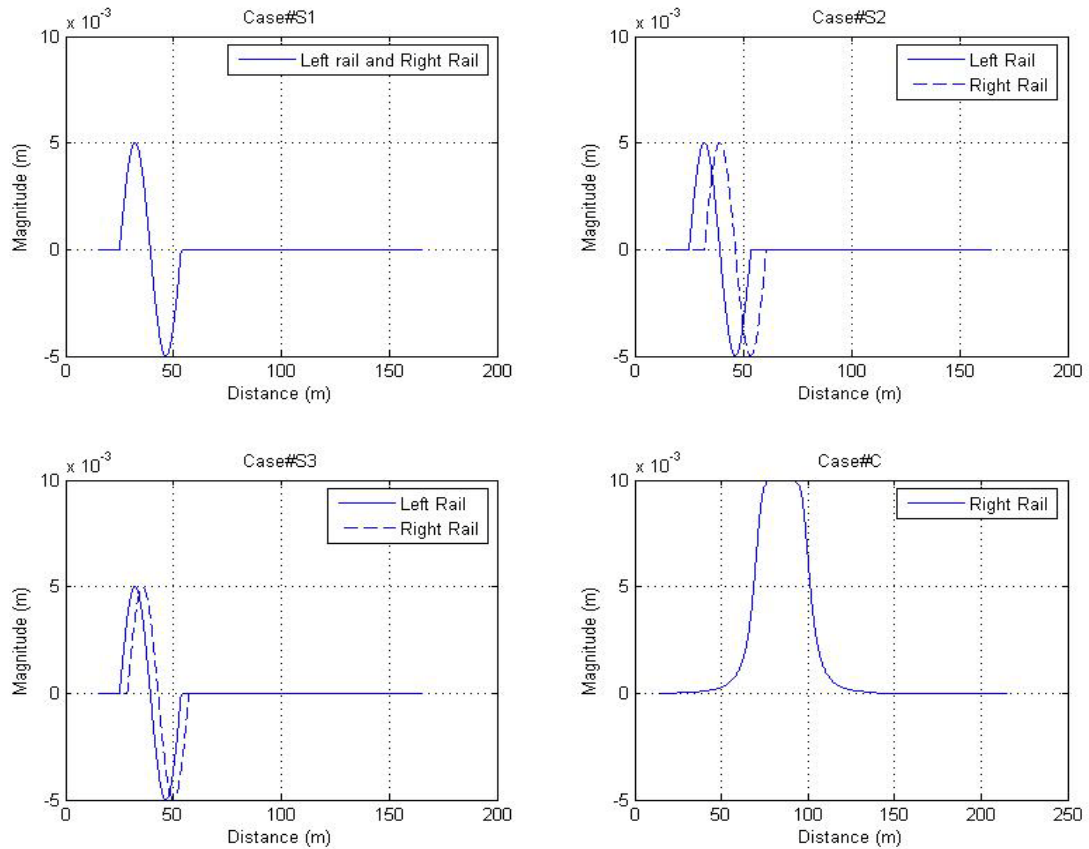 Case#S1
x 10^-3
Left rail and Right Rail
10
5
0
-5
Magnitude (m)
0 50 100 150 200
Distance (m)
Case#S2
x 10^-3
Left Rail
Right Rail
10
5
0
-5
Magnitude (m)
0 50 100 150 200
Distance (m)
Case#S3
x 10^-3
Left Rail
Right Rail
10
5
0
-5
Magnitude (m)
0 50 100 150 200
Distance (m)
Case#C
x 10^-3
Right Rail
10
5
0
-5
Magnitude (m)
0 50 100 150 200 250
Distance (m)